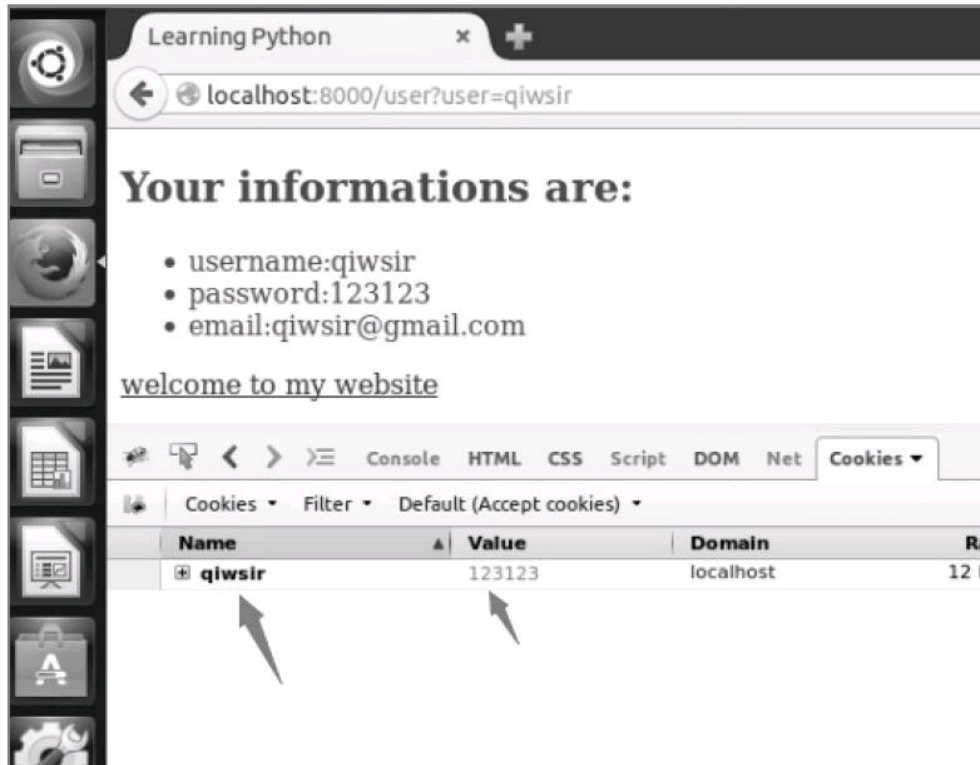 Learning Python
localhost:8000/user?user=qiwsir
Your informations are:
• username:qiwsir
• password:123123
• email:qiwsir@gmail.com
welcome to my website
Console HTML CSS Script DOM Net Cookies
Cookies Filter Default (Accept cookies)
Name Value Domain
qiwsir 123123 localhost 12